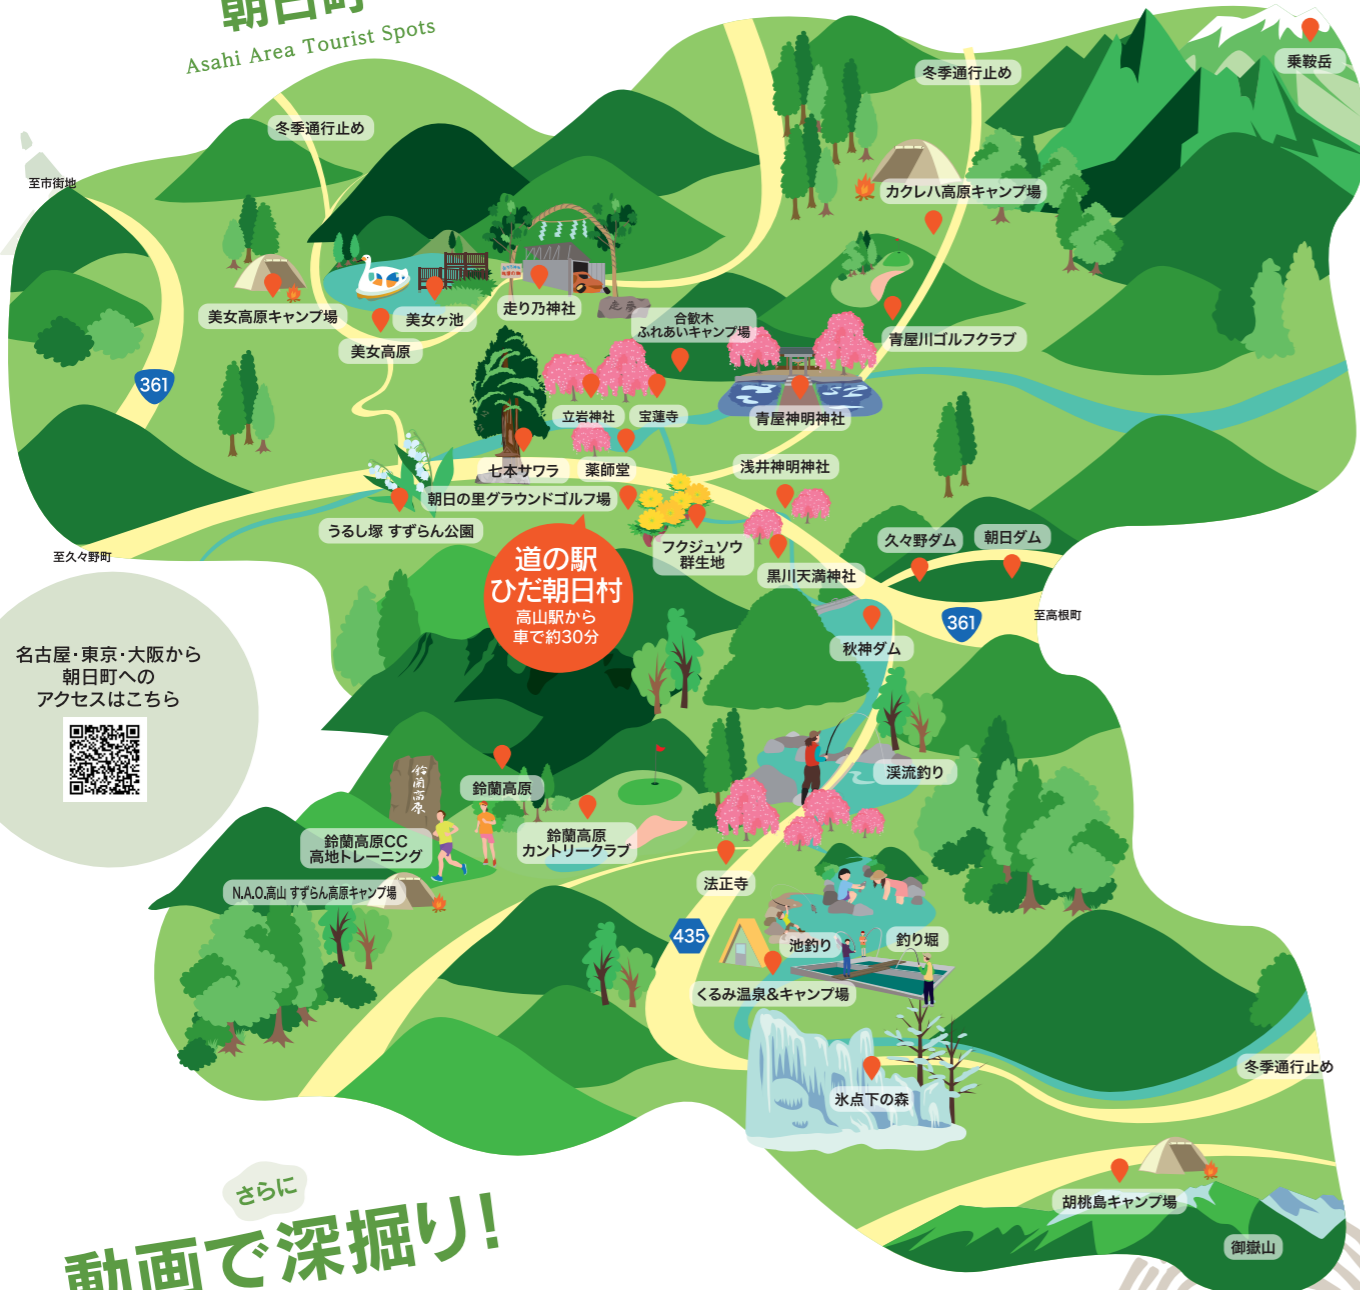 朝日町
Asahi Area Tourist Spots
冬季通行止め
乗鞍岳
冬季通行止め
至市街地
カクレハ高原キャンプ場
美女高原キャンプ場
美女ヶ池
走り乃神社
走乃
合歓木
ふれあいキャンプ場
青屋川ゴルフクラブ
美女高原
361
立岩神社
宝蓮寺
青屋神明神社
七本サワラ
薬師堂
浅井神明神社
朝日の里グラウンドゴルフ場
うるし塚 すずらん公園
フクジュソウ
群生地
久々野ダム
朝日ダム
至久々野町
道の駅
ひだ朝日村
高山駅から
車で約30分
黒川天満神社
361
至高根町
秋神ダム
名古屋・東京・大阪から
朝日町への
アクセスはこちら
渓流釣り
鈴蘭高原
鈴蘭高原
鈴蘭高原
カントリークラブ
鈴蘭高原CC
高地トレーニング
N.A.O.高山 すずらん高原キャンプ場
法正寺
435
池釣り
釣り堀
くるみ温泉&キャンプ場
氷点下の森
冬季通行止め
胡桃島キャンプ場
御嶽山
さらに
動画で深掘り!